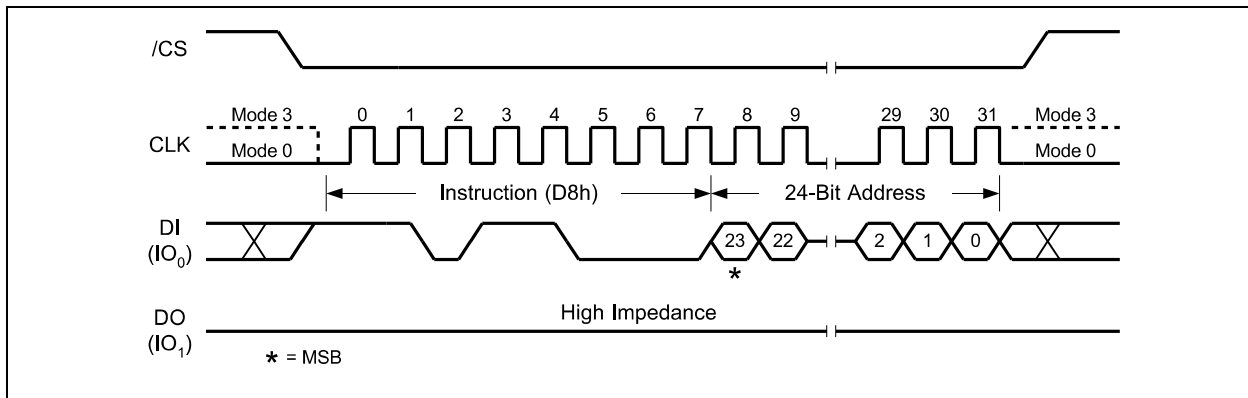 /CS
Mode 3 0 1 2 3 4 5 6 7 8 9 29 30 31 Mode 3
CLK
Mode 0 Mode 0
Instruction (D8h) 24-Bit Address
DI
(IO₀)
23 22 2 1 0
*
High Impedance
DO
(IO₁)
* = MSB